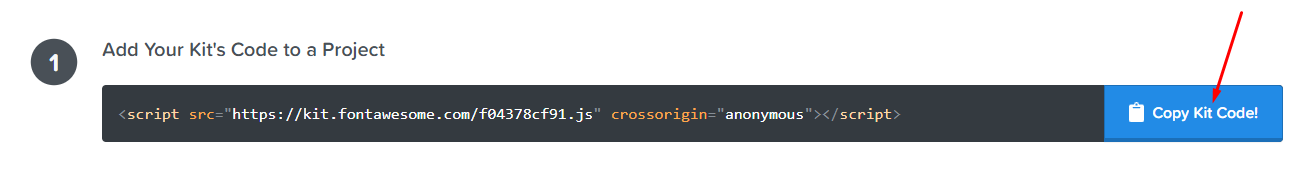 1
Add Your Kit's Code to a Project
<script src="https://kit.fontawesome.com/f04378cf91.js" crossorigin="anonymous"></script>
Copy Kit Code!